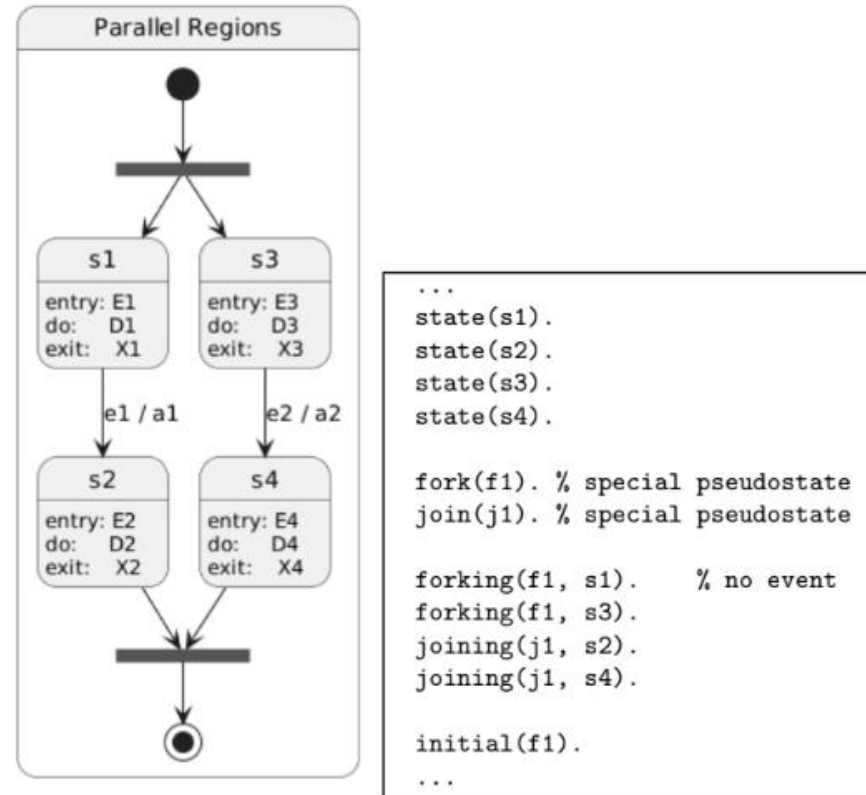 Parallel Regions
s1
entry: E1
do: D1
exit: X1
s3
entry: E3
do: D3
exit: X3
e1 / a1
e2 / a2
s2
entry: E2
do: D2
exit: X2
s4
entry: E4
do: D4
exit: X4
...
state(s1).
state(s2).
state(s3).
state(s4).
fork(f1). % special pseudostate
join(j1). % special pseudostate
forking(f1, s1). % no event
forking(f1, s3).
joining(j1, s2).
joining(j1, s4).
initial(f1).
...